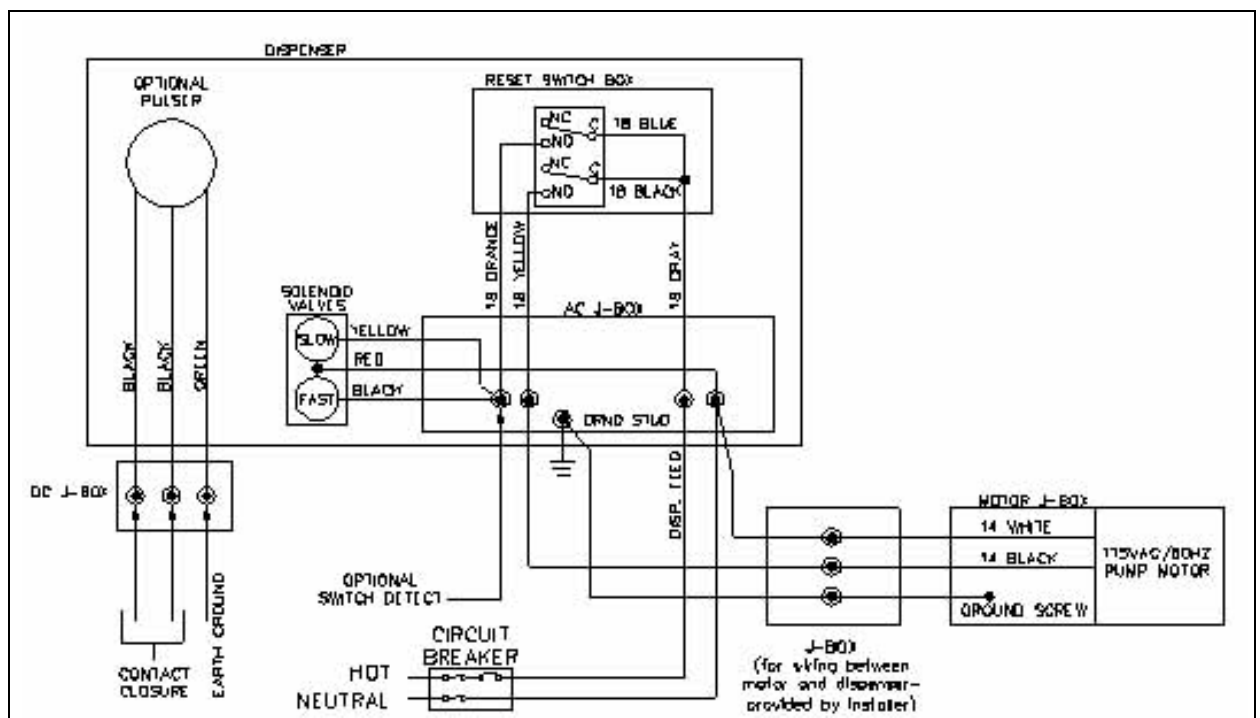 DISPENSER
OPTIONAL
PULSER
RESET SWITCH BOX
NC
C
NO
18 BLUE
NC
C
NO
18 BLACK
18 ORANGE
18 YELLOW
18 GRAY
SOLENOID
VALVES
SLOW
YELLOW
RED
FAST
BLACK
AC J-BOX
GRND STUD
BLACK
BLACK
GREEN
DC J-BOX
DISP. FEED
MOTOR J-BOX
14 WHITE
14 BLACK
GROUND SCREW
115VAC/60HZ
PUMP MOTOR
OPTIONAL
SWITCH DETECT
EARTH GROUND
CONTACT
CLOSURE
CIRCUIT
BREAKER
HOT
NEUTRAL
J-BOX
(for wiring between
motor and dispenser-
provided by installer)